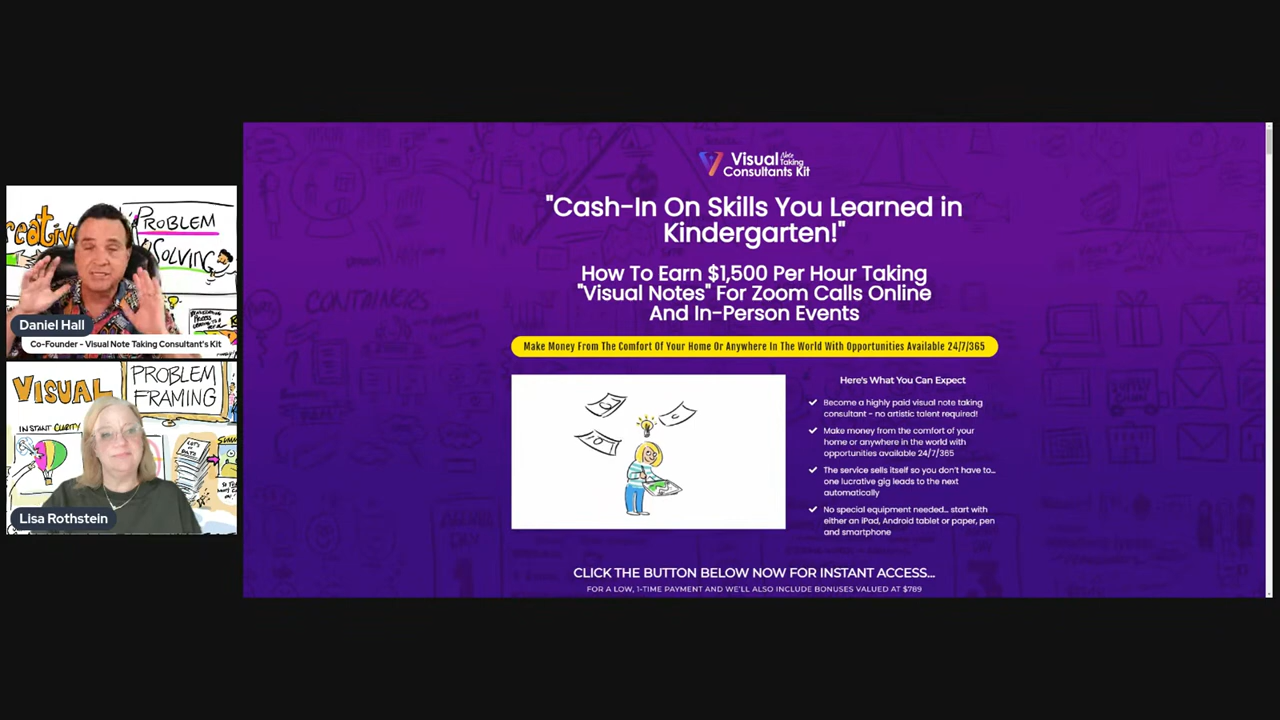 creative
PROBLEM
SOLVING
Daniel Hall
Co-Founder - Visual Note Taking Consultant's Kit
VISUAL
PROBLEM
FRAMING
INSTANT CLARITY
Lisa Rothstein
Visual Note Taking
Consultants Kit
"Cash-In On Skills You Learned in
Kindergarten!"
How To Earn $1,500 Per Hour Taking
"Visual Notes" For Zoom Calls Online
And In-Person Events
Make Money From The Comfort Of Your Home Or Anywhere In The World With Opportunities Available 24/7/365
Here's What You Can Expect
Become a highly paid visual note taking
consultant - no artistic talent required!
Make money from the comfort of your
home or anywhere in the world with
opportunities available 24/7/365
The service sells itself so you don't have to...
one lucrative gig leads to the next
automatically
No special equipment needed... start with
either an iPad, Android tablet or paper, pen
and smartphone
CONTAINERS
CLICK THE BUTTON BELOW NOW FOR INSTANT ACCESS...
FOR A LOW, 1-TIME PAYMENT AND WE'LL ALSO INCLUDE BONUSES VALUED AT $789